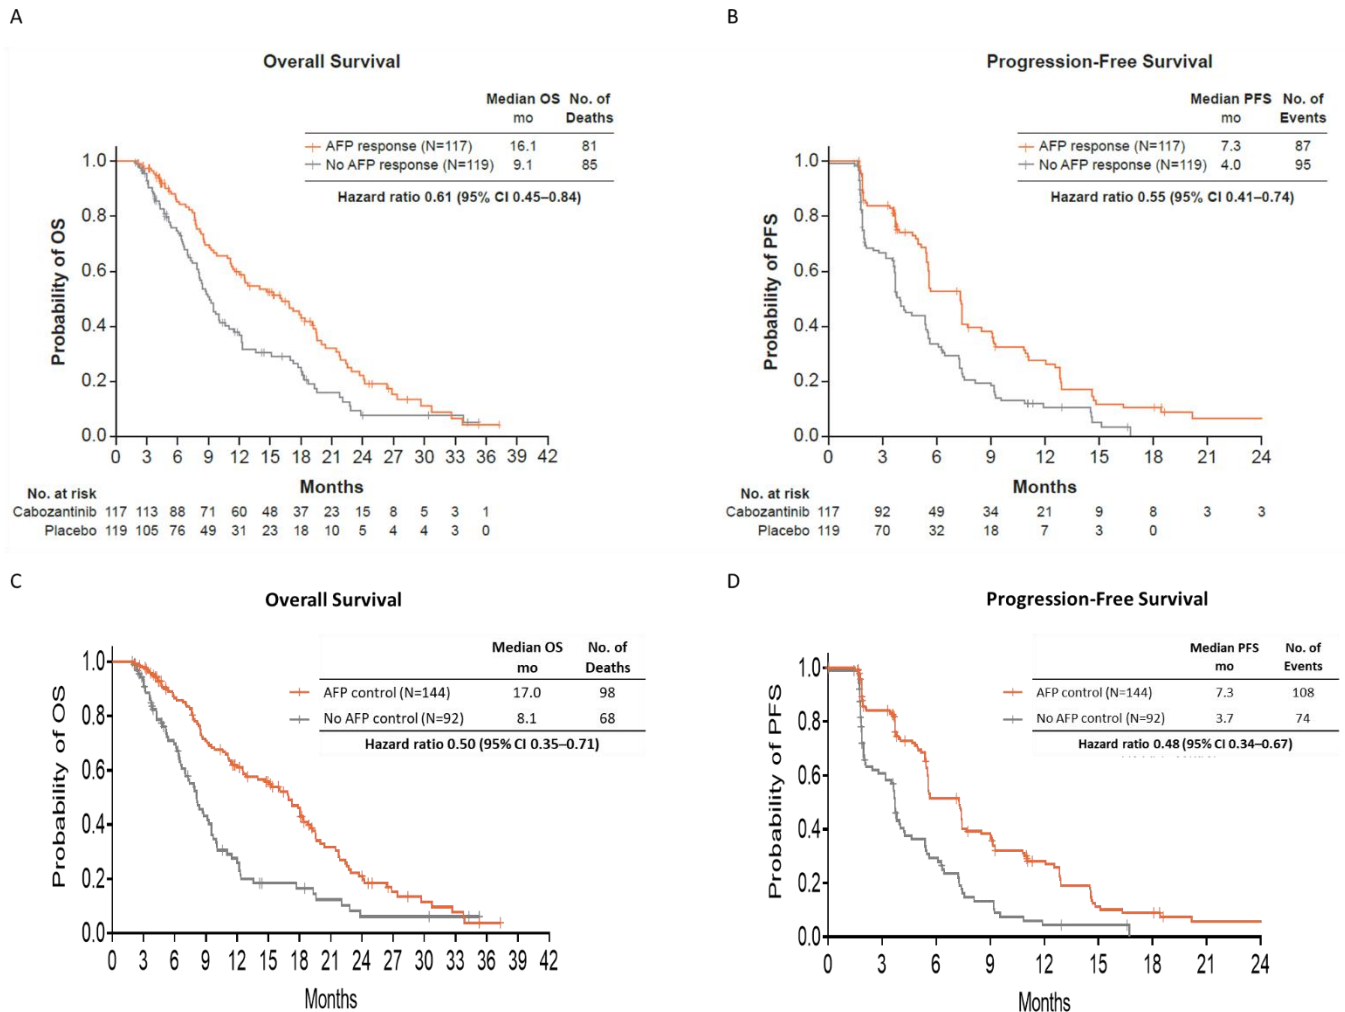 A
Overall Survival
Median OS No. of
mo Deaths
AFP response (N=117) 16.1 81
No AFP response (N=119) 9.1 85
Hazard ratio 0.61 (95% CI 0.45–0.84)
Probability of OS
1.0
0.8
0.6
0.4
0.2
0.0
0 3 6 9 12 15 18 21 24 27 30 33 36 39 42
Months
No. at risk
Cabozantinib 117 113 88 71 60 48 37 23 15 8 5 3 1
Placebo 119 105 76 49 31 23 18 10 5 4 4 3 0
B
Progression-Free Survival
Median PFS No. of
mo Events
AFP response (N=117) 7.3 87
No AFP response (N=119) 4.0 95
Hazard ratio 0.55 (95% CI 0.41–0.74)
Probability of PFS
1.0
0.8
0.6
0.4
0.2
0.0
0 3 6 9 12 15 18 21 24
Months
No. at risk
Cabozantinib 117 92 49 34 21 9 8 3 3
Placebo 119 70 32 18 7 3 0
C
Overall Survival
Median OS No. of
mo Deaths
AFP control (N=144) 17.0 98
No AFP control (N=92) 8.1 68
Hazard ratio 0.50 (95% CI 0.35–0.71)
Probability of OS
1.0
0.8
0.6
0.4
0.2
0.0
0 3 6 9 12 15 18 21 24 27 30 33 36 39 42
Months
D
Progression-Free Survival
Median PFS No. of
mo Events
AFP control (N=144) 7.3 108
No AFP control (N=92) 3.7 74
Hazard ratio 0.48 (95% CI 0.34–0.67)
Probability of PFS
1.0
0.8
0.6
0.4
0.2
0.0
0 3 6 9 12 15 18 21 24
Months